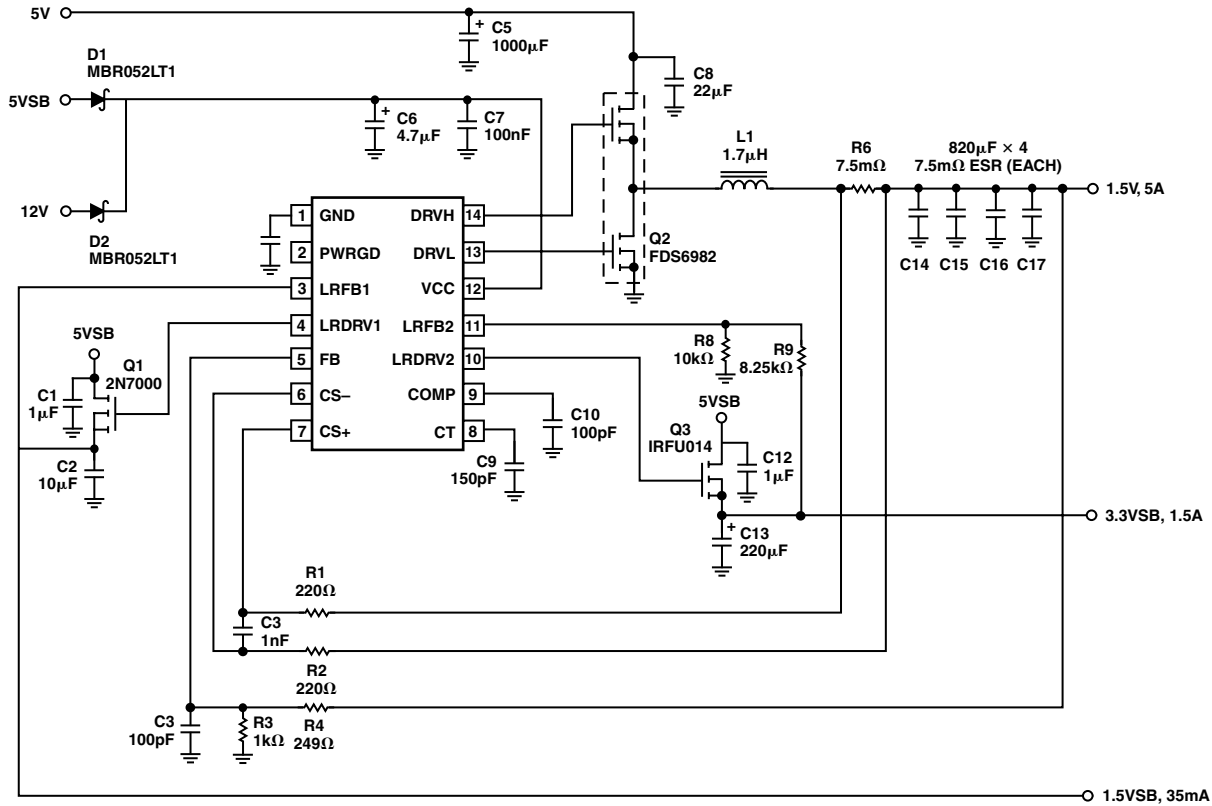 5V
C5
1000μF
D1
MBR052LT1
5VSB
C6
4.7μF
C7
100nF
C8
22μF
12V
D2
MBR052LT1
L1
1.7μH
R6
7.5mΩ
820μF × 4
7.5mΩ ESR (EACH)
1.5V, 5A
C14
C15
C16
C17
Q2
FDS6982
1
GND
2
PWRGD
3
LRFB1
4
LRDRV1
5
FB
6
CS–
7
CS+
DRVH
14
DRVL
13
VCC
12
LRFB2
11
LRDRV2
10
COMP
9
CT
8
5VSB
Q1
2N7000
C1
1μF
C2
10μF
R8
10kΩ
R9
8.25kΩ
C10
100pF
C9
150pF
5VSB
Q3
IRFU014
C12
1μF
C13
220μF
3.3VSB, 1.5A
R1
220Ω
C3
1nF
R2
220Ω
C3
100pF
R3
1kΩ
R4
249Ω
1.5VSB, 35mA